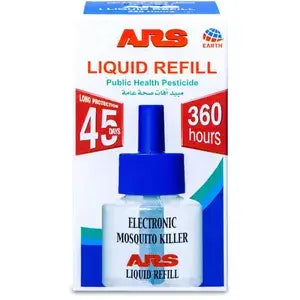 ARS
EARTH
LIQUID REFILL
Public Health Pesticide
مبيد آفات صحة عامة
LONG PROTECTION
45 DAYS
360
hours
ELECTRONIC
MOSQUITO KILLER
ARS
LIQUID REFILL